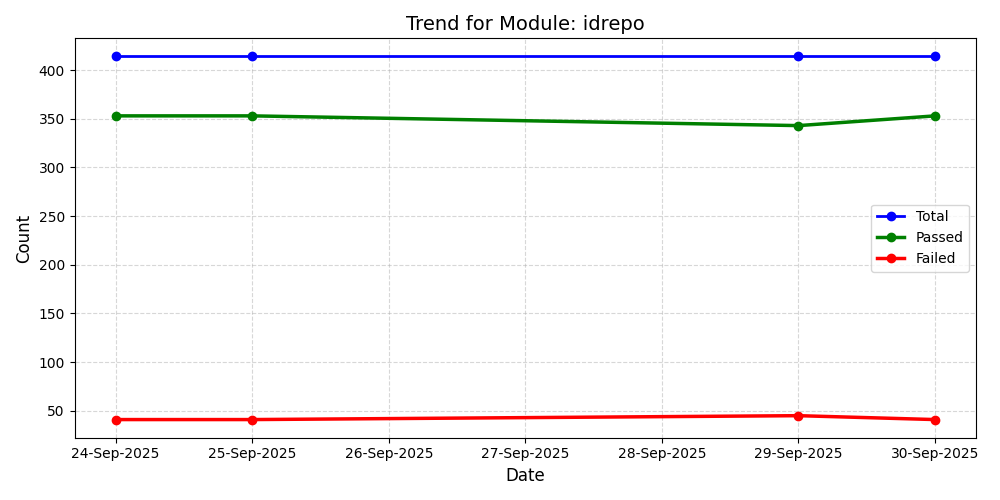 Trend for Module: idrepo
Count
400
350
300
250
200
150
100
50
Total
Passed
Failed
24-Sep-2025 25-Sep-2025 26-Sep-2025 27-Sep-2025 28-Sep-2025 29-Sep-2025 30-Sep-2025
Date